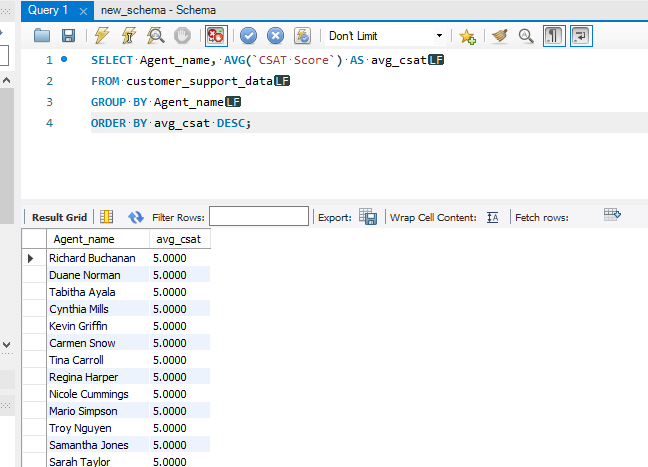 Query 1
new_schema - Schema
Don't Limit
1 SELECT Agent_name, AVG(`CSAT Score`) AS avg_csatLF
2 FROM customer_support_dataLF
3 GROUP BY Agent_nameLF
4 ORDER BY avg_csat DESC;
Result Grid Filter Rows: Export: Wrap Cell Content: Fetch rows:
Agent_name avg_csat
Richard Buchanan 5.0000
Duane Norman 5.0000
Tabitha Ayala 5.0000
Cynthia Mills 5.0000
Kevin Griffin 5.0000
Carmen Snow 5.0000
Tina Carroll 5.0000
Regina Harper 5.0000
Nicole Cummings 5.0000
Mario Simpson 5.0000
Troy Nguyen 5.0000
Samantha Jones 5.0000
Sarah Taylor 5.0000